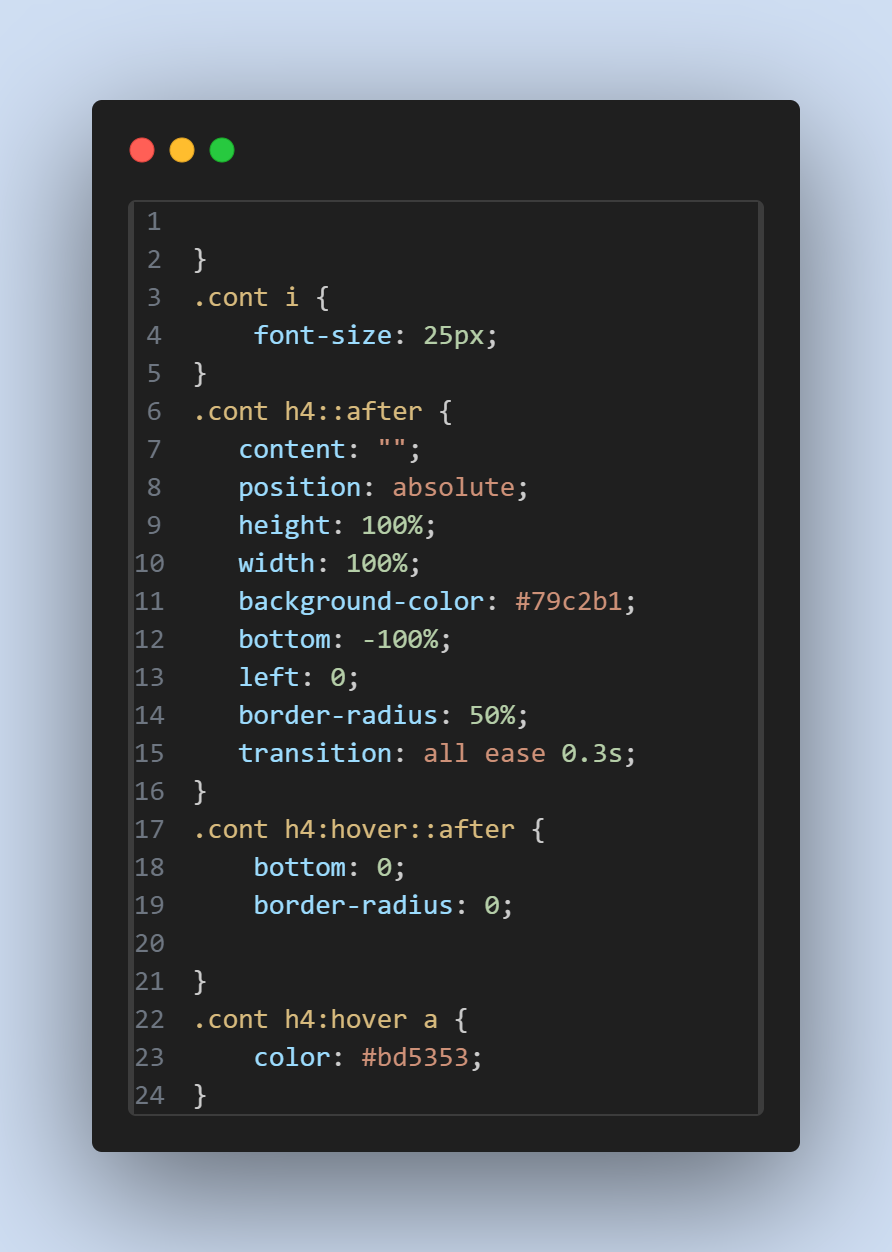 1
2 }
3 .cont i {
4     font-size: 25px;
5 }
6 .cont h4::after {
7    content: "";
8    position: absolute;
9    height: 100%;
10    width: 100%;
11    background-color: #79c2b1;
12    bottom: -100%;
13    left: 0;
14    border-radius: 50%;
15    transition: all ease 0.3s;
16 }
17 .cont h4:hover::after {
18     bottom: 0;
19     border-radius: 0;
20
21 }
22 .cont h4:hover a {
23     color: #bd5353;
24 }